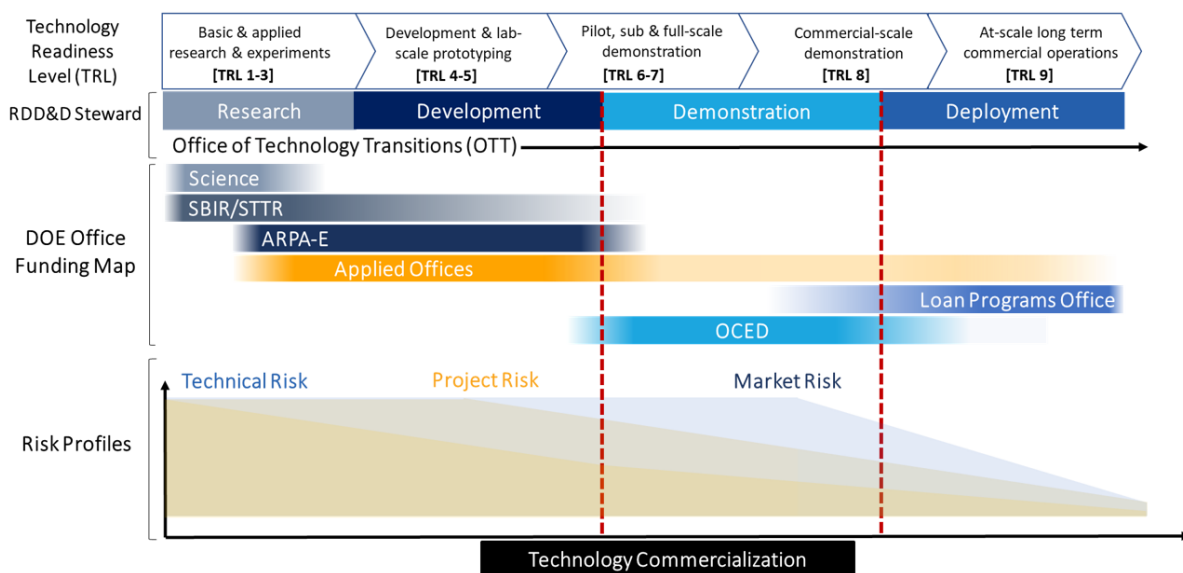 Technology
Readiness
Level (TRL)
Basic & applied
research & experiments
[TRL 1-3]
Development & lab-
scale prototyping
[TRL 4-5]
Pilot, sub & full-scale
demonstration
[TRL 6-7]
Commercial-scale
demonstration
[TRL 8]
At-scale long term
commercial operations
[TRL 9]
RDD&D Steward
Research
Development
Demonstration
Deployment
Office of Technology Transitions (OTT)
DOE Office
Funding Map
Science
SBIR/STTR
ARPA-E
Applied Offices
Loan Programs Office
OCED
Risk Profiles
Technical Risk
Project Risk
Market Risk
Technology Commercialization